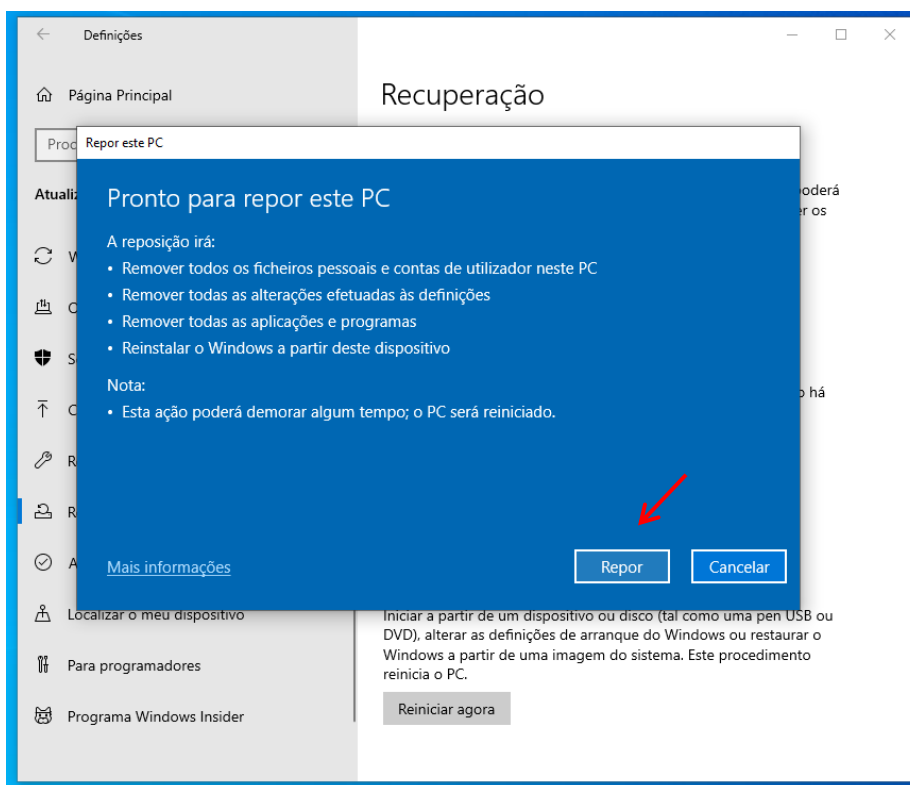 Definições
Página Principal
Recuperação
Repor este PC
Pronto para repor este PC
A reposição irá:
• Remover todos os ficheiros pessoais e contas de utilizador neste PC
• Remover todas as alterações efetuadas às definições
• Remover todas as aplicações e programas
• Reinstalar o Windows a partir deste dispositivo
Nota:
• Esta ação poderá demorar algum tempo; o PC será reiniciado.
Mais informações
Repor
Cancelar
há
Localizar o meu dispositivo
Para programadores
Programa Windows Insider
Iniciar a partir de um dispositivo ou disco (tal como uma pen USB ou
DVD), alterar as definições de arranque do Windows ou restaurar o
Windows a partir de uma imagem do sistema. Este procedimento
reinicia o PC.
Reiniciar agora